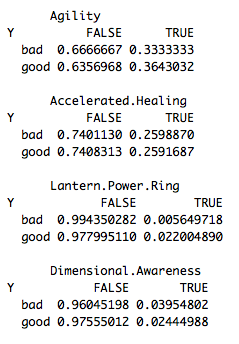 Agility
Y FALSE TRUE
bad 0.6666667 0.3333333
good 0.6356968 0.3643032
Accelerated.Healing
Y FALSE TRUE
bad 0.7401130 0.2598870
good 0.7408313 0.2591687
Lantern.Power.Ring
Y FALSE TRUE
bad 0.994350282 0.005649718
good 0.977995110 0.022004890
Dimensional.Awareness
Y FALSE TRUE
bad 0.96045198 0.03954802
good 0.97555012 0.02444988